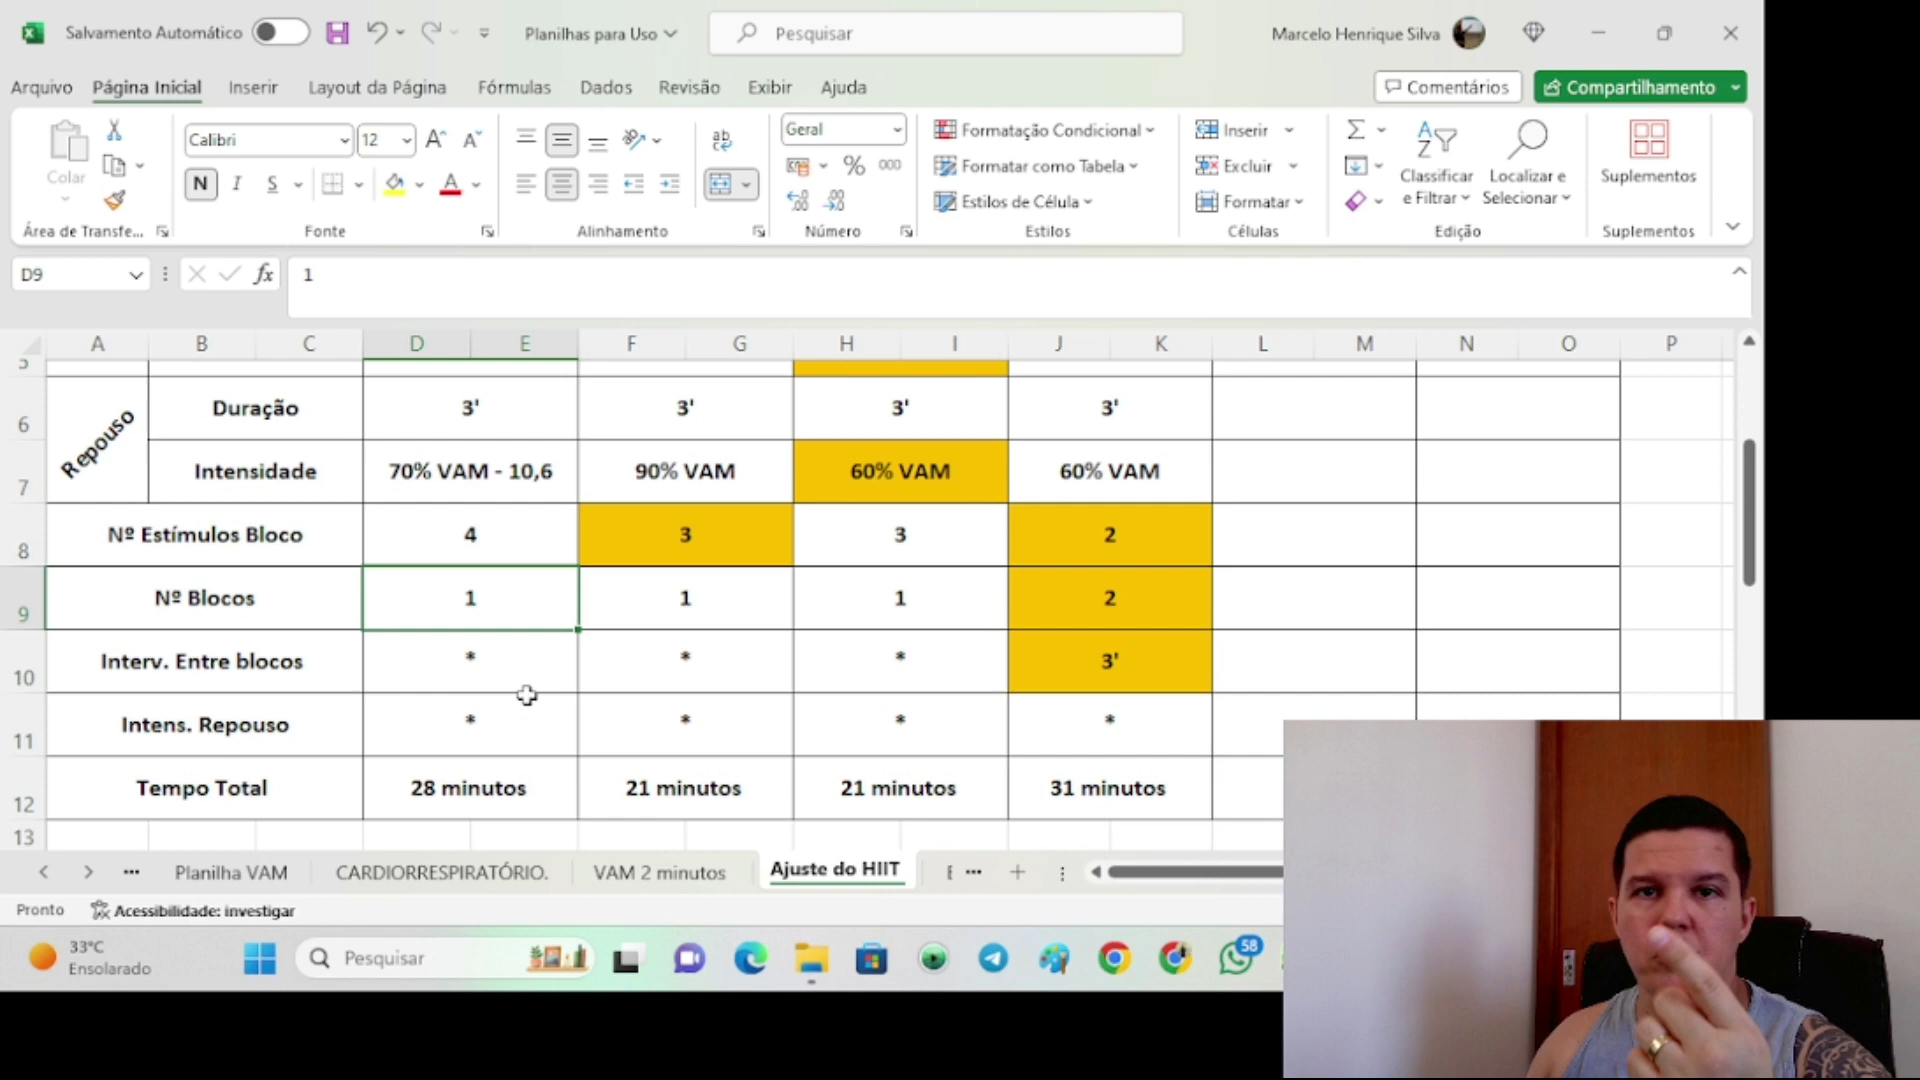 Salvamento Automático
Planilhas para Uso
Pesquisar
Marcelo Henrique Silva
Arquivo
Página Inicial
Inserir
Layout da Página
Fórmulas
Dados
Revisão
Exibir
Ajuda
Comentários
Compartilhamento
Colar
Calibri
12
N I S
Geral
% 000
Formatação Condicional
Formatar como Tabela
Estilos de Célula
Inserir
Excluir
Formatar
Classificar e Filtrar
Localizar e Selecionar
Suplementos
Área de Transfe...
Fonte
Alinhamento
Número
Estilos
Células
Edição
Suplementos
D9
fx
1
A B C D E F G H I J K L M N O P
5
6 Repouso Duração 3' 3' 3' 3'
7 Intensidade 70% VAM - 10,6 90% VAM 60% VAM 60% VAM
8 Nº Estímulos Bloco 4 3 3 2
9 Nº Blocos 1 1 1 2
10 Interv. Entre blocos * * * 3'
11 Intens. Repouso * * * *
12 Tempo Total 28 minutos 21 minutos 21 minutos 31 minutos
13
Planilha VAM
CARDIORRESPIRATÓRIO.
VAM 2 minutos
Ajuste do HIIT
Pronto
Acessibilidade: investigar
33°C
Ensolarado
Pesquisar
58